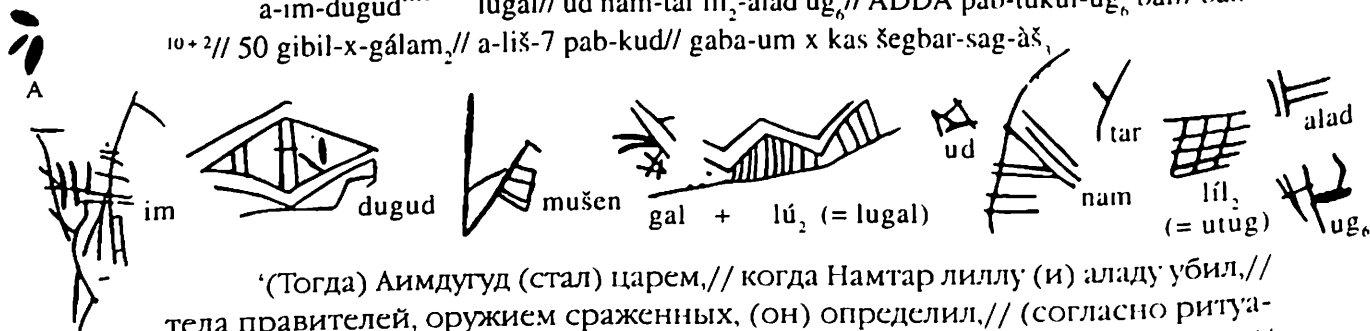 a-im-dugud lugal// ud nam-tar líl₂-alad ug₆// ADDA pab-tukul-ug₆
¹⁰⁺²// 50 gibil-x-gálam₂// a-liš-7 pab-kud// gaba-um x kas šegbar-sag-àš₁
A
im
dugud
mušen
gal + lú₂ (= lugal)
ud
nam
tar
líl₂
(= utug)
alad
ug₆
‘(Тогда) Аимдугуд (стал) царем,// когда Намтар лиллу (и) аладу убил,//
тела правителей, оружием сраженных, (он) определил,// (согласно ритуа-